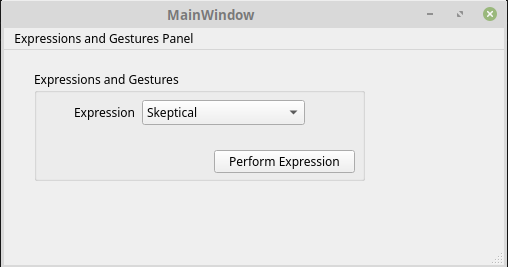 MainWindow
Expressions and Gestures Panel
Expressions and Gestures
Expression Skeptical
Perform Expression